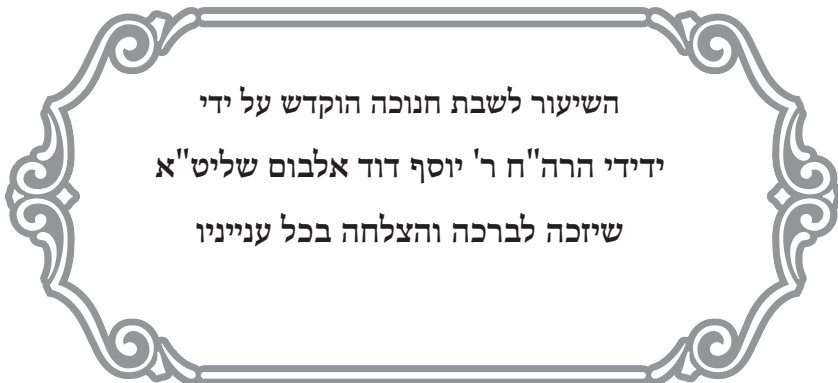 השיעור לשבת חנוכה הוקדש על ידי
ידידי הרה"ח ר' יוסף דוד אלבום שליט"א
שיזכה לברכה והצלחה בכל ענייניו